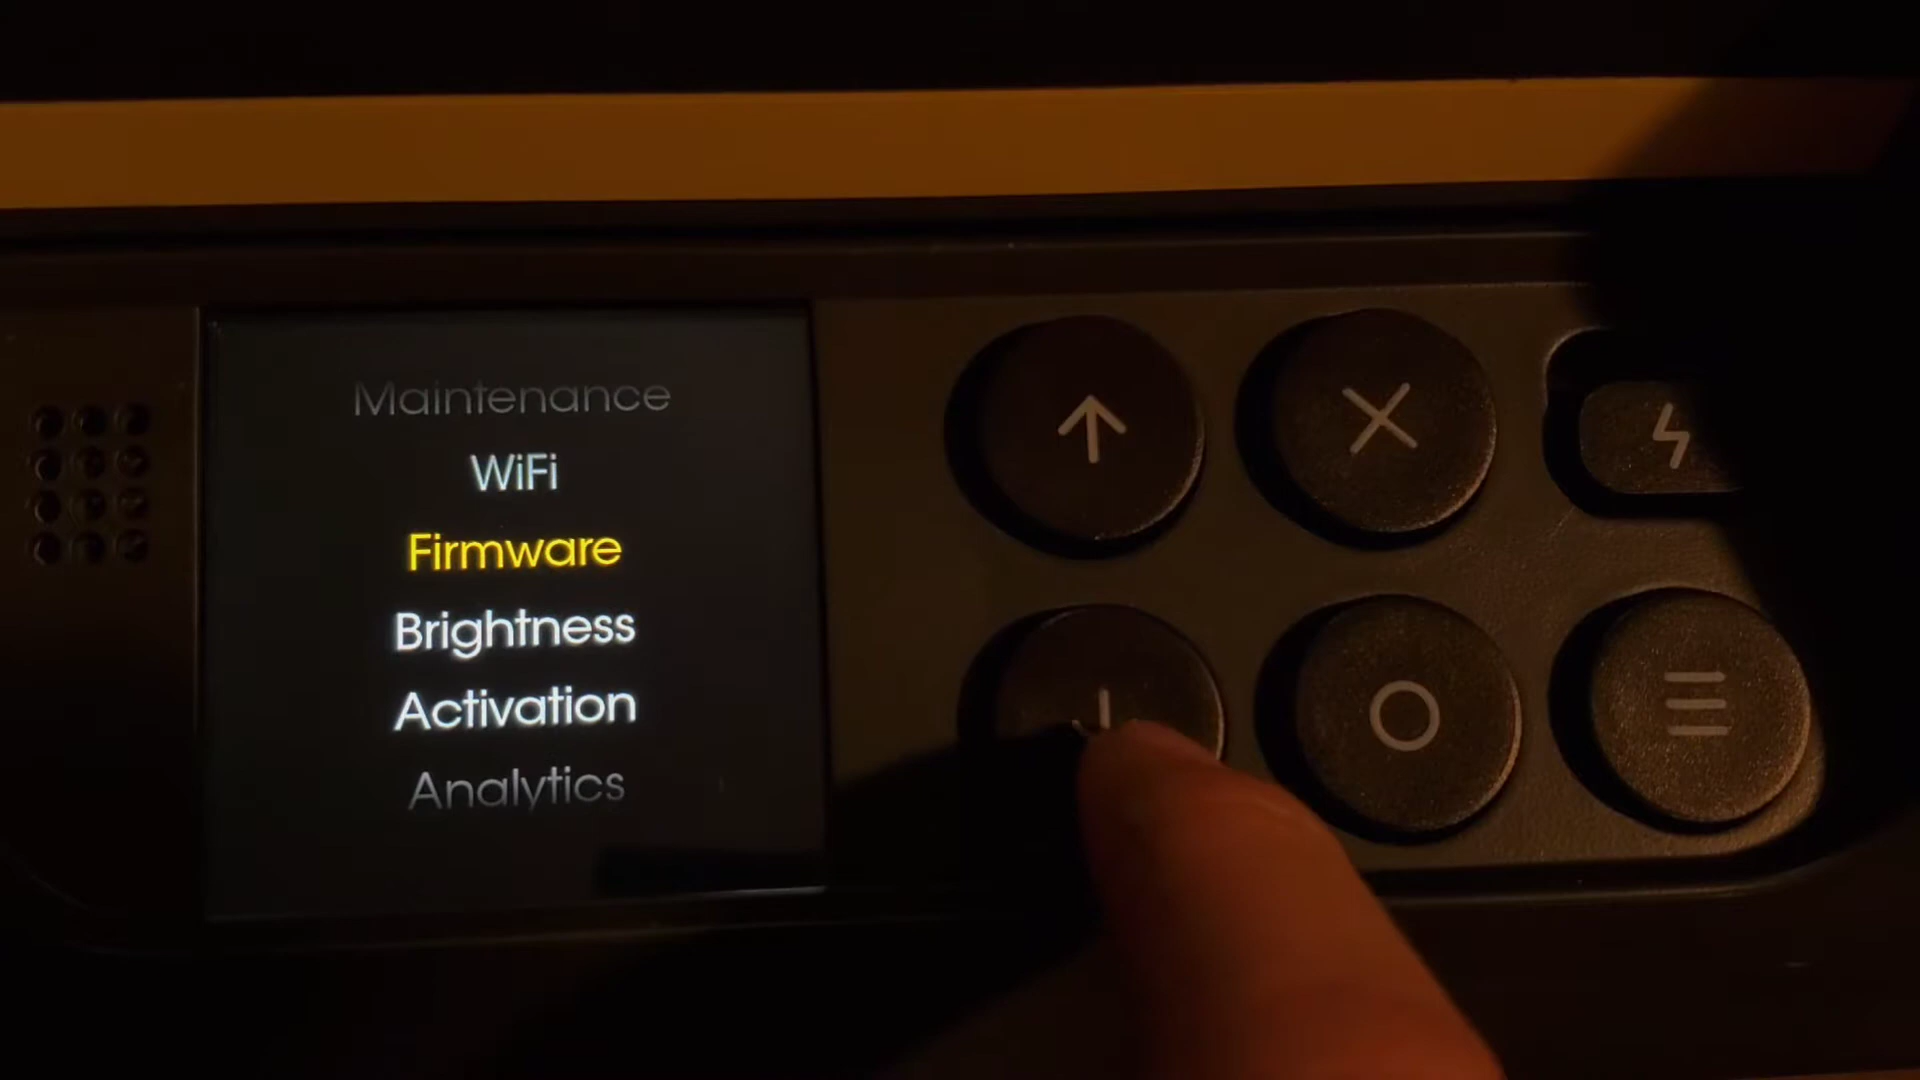 Maintenance
WiFi
Firmware
Brightness
Activation
Analytics